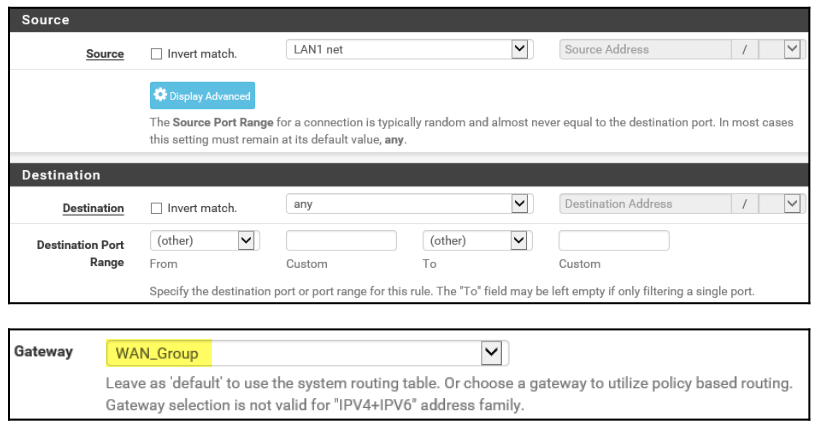 Source
Source Invert match. LAN1 net Source Address /
Display Advanced
The Source Port Range for a connection is typically random and almost never equal to the destination port. In most cases
this setting must remain at its default value, any.
Destination
Destination Invert match. any Destination Address /
Destination Port (other) (other)
Range From Custom To Custom
Specify the destination port or port range for this rule. The "To" field may be left empty if only filtering a single port.
Gateway WAN_Group
Leave as 'default' to use the system routing table. Or choose a gateway to utilize policy based routing.
Gateway selection is not valid for "IPV4+IPV6" address family.